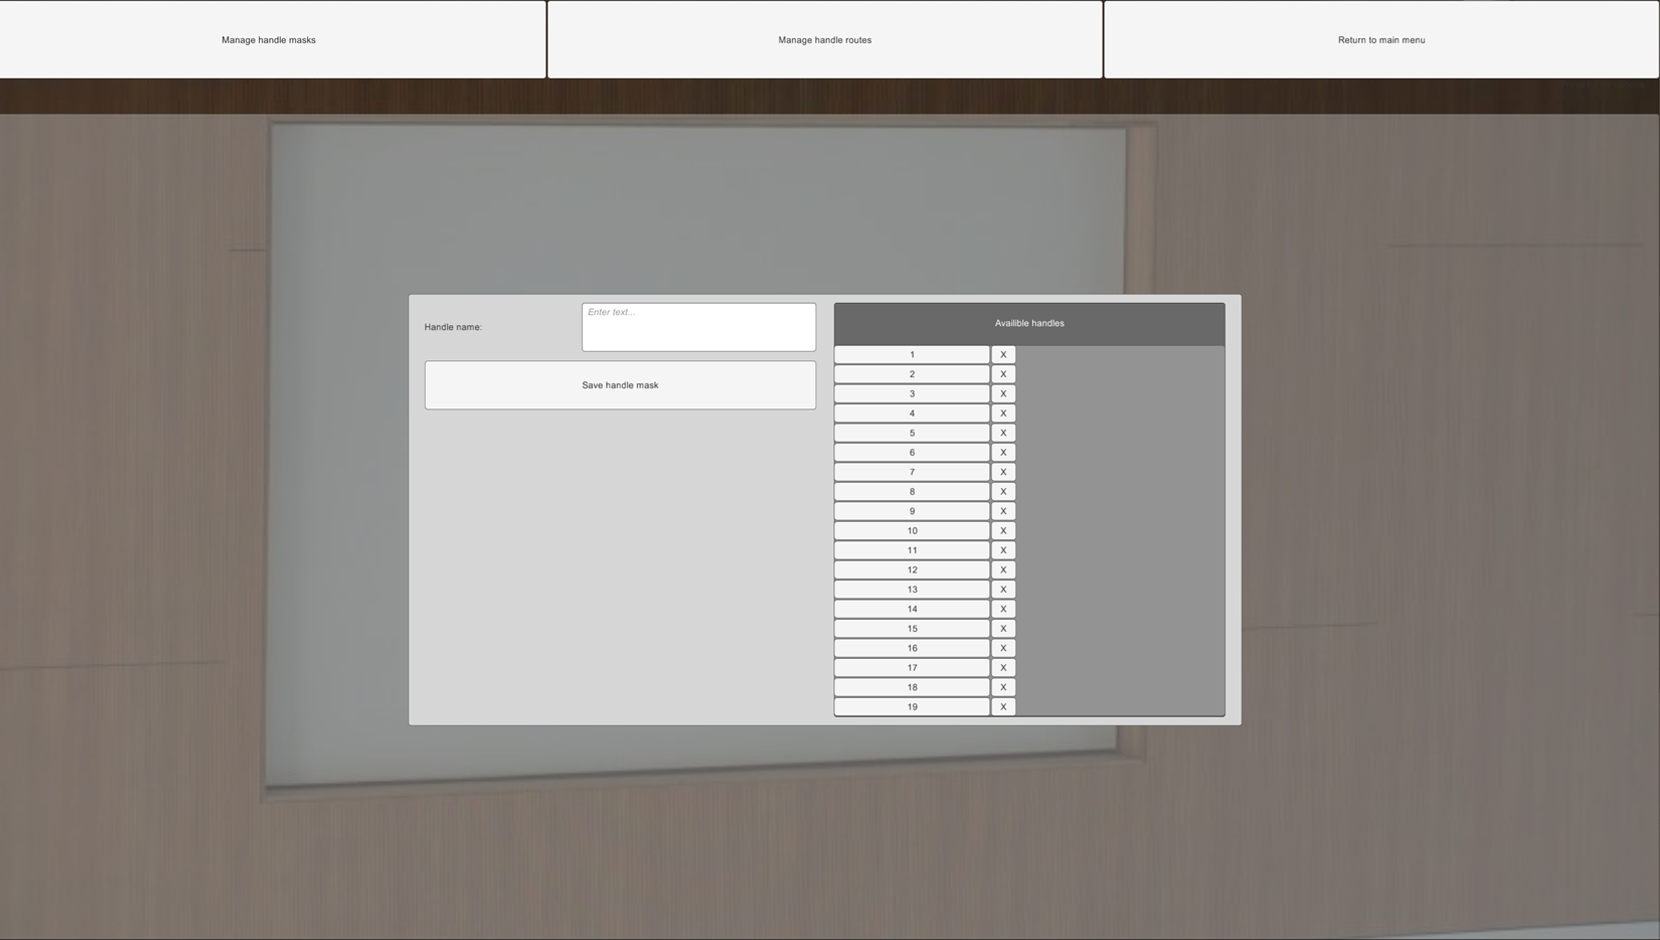 Manage handle masks
Manage handle routes
Return to main menu
Handle name:
Enter text...
Save handle mask
Availible handles
1 X
2 X
3 X
4 X
5 X
6 X
7 X
8 X
9 X
10 X
11 X
12 X
13 X
14 X
15 X
16 X
17 X
18 X
19 X